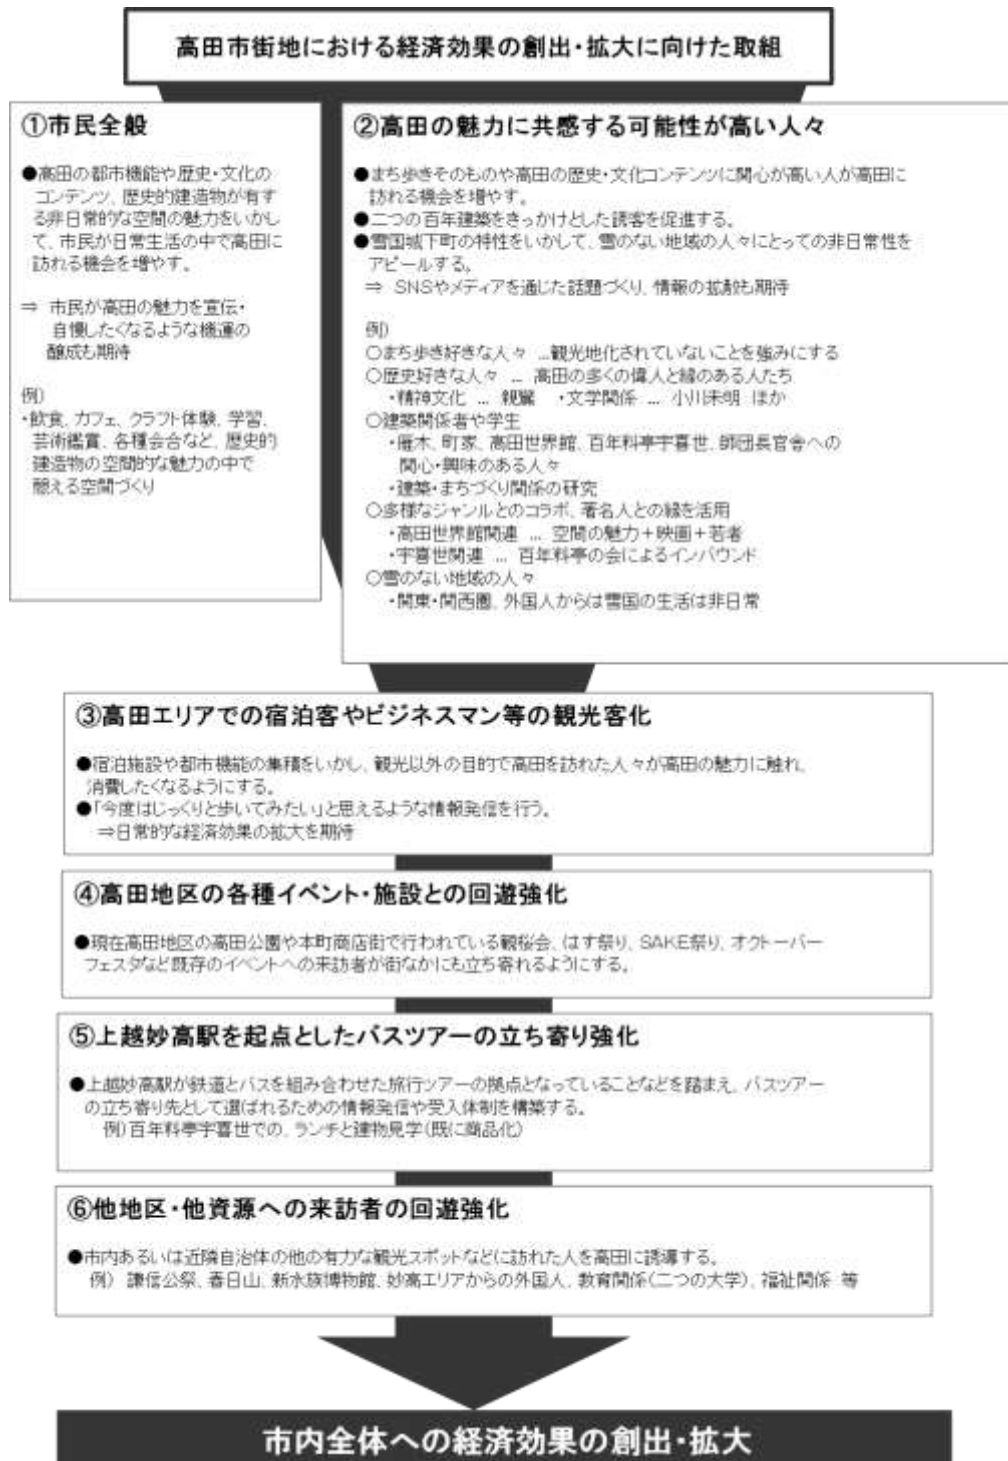 高田市街地における経済効果の創出・拡大に向けた取組
①市民全般
●高田の都市機能や歴史・文化の
コンテンツ、歴史的建造物が有す
る非日常的な空間の魅力をいかし
て、市民が日常生活の中で高田に
訪れる機会を増やす。
⇒ 市民が高田の魅力を宣伝・
自慢したくなるような機運の
醸成も期待
例)
・飲食、カフェ、クラフト体験、学習、
芸術鑑賞、各種会合など、歴史的
建造物の空間的な魅力の中で
憩える空間づくり
②高田の魅力に共感する可能性が高い人々
●まち歩きそのものや高田の歴史・文化コンテンツに関心が高い人が高田に
訪れる機会を増やす。
●二つの百年建築をきっかけとした誘客を促進する。
●雪国城下町の特性をいかして、雪のない地域の人々にとっての非日常性を
アピールする。
⇒ SNSやメディアを通じた話題づくり、情報の拡散も期待
例)
○まち歩き好きな人々 …観光地化されていないことを強みにする
○歴史好きな人々 … 高田の多くの偉人と縁のある人たち
・精神文化 … 親鸞 ・文学関係 … 小川未明 ほか
○建築関係者や学生
・雁木、町家、高田世界館、百年料亭宇喜世、師団長官舎への
関心・興味のある人々
・建築・まちづくり関係の研究
○多様なジャンルとのコラボ、著名人との縁を活用
・高田世界館関連 … 空間の魅力＋映画＋若者
・宇喜世関連 … 百年料亭の会によるインバウンド
○雪のない地域の人々
・関東・関西圏、外国人からは雪国の生活は非日常
③高田エリアでの宿泊客やビジネスマン等の観光客化
●宿泊施設や都市機能の集積をいかし、観光以外の目的で高田を訪れた人々が高田の魅力に触れ、
消費したくなるようにする。
●「今度はじっくりと歩いてみたい」と思えるような情報発信を行う。
⇒日常的な経済効果の拡大を期待
④高田地区の各種イベント・施設との回遊強化
●現在高田地区の高田公園や本町商店街で行われている観桜会、はす祭り、SAKE祭り、オクトーバー
フェスタなど既存のイベントへの来訪者が街なかにも立ち寄れるようにする。
⑤上越妙高駅を起点としたバスツアーの立ち寄り強化
●上越妙高駅が鉄道とバスを組み合わせた旅行ツアーの拠点となっていることなどを踏まえ、バスツアー
の立ち寄り先として選ばれるための情報発信や受入体制を構築する。
例)百年料亭宇喜世での、ランチと建物見学(既に商品化)
⑥他地区・他資源への来訪者の回遊強化
●市内あるいは近隣自治体の他の有力な観光スポットなどに訪れた人を高田に誘導する。
例) 謙信公祭、春日山、新水族博物館、妙高エリアからの外国人、教育関係(二つの大学)、福祉関係 等
市内全体への経済効果の創出・拡大